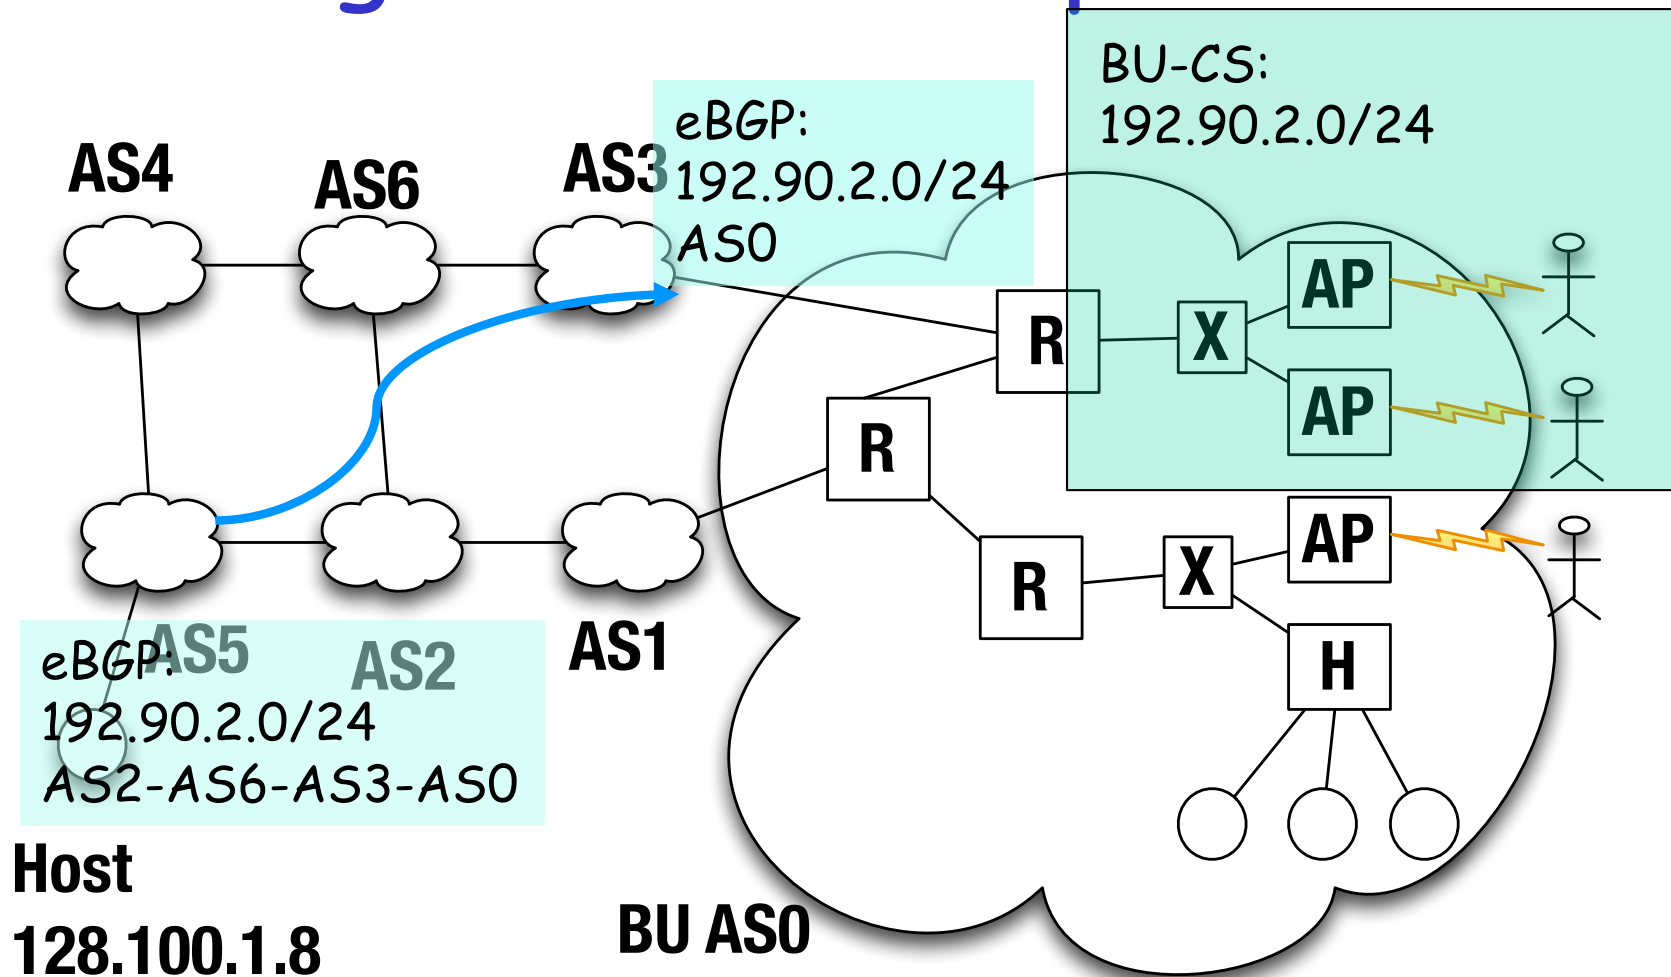 BU-CS:
192.90.2.0/24
eBGP:
192.90.2.0/24
AS0
AS4
AS6
AS3
AP
R
X
AP
R
AP
R
X
AS5
AS2
AS1
H
eBGP:
192.90.2.0/24
AS2-AS6-AS3-AS0
Host
128.100.1.8
BU AS0